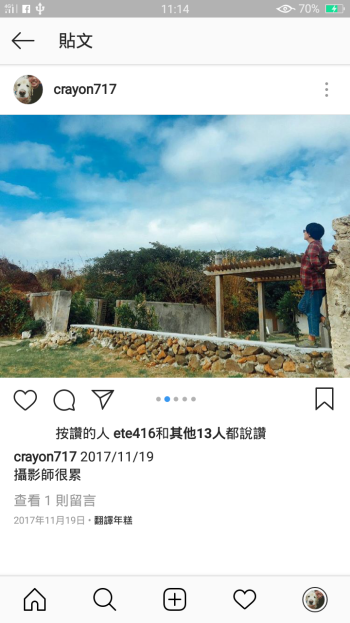 11:14
70%
貼文
crayon717
按讚的人 ete416和其他13人都說讚
crayon717 2017/11/19
攝影師很累
查看 1 則留言
2017年11月19日・翻譯年糕